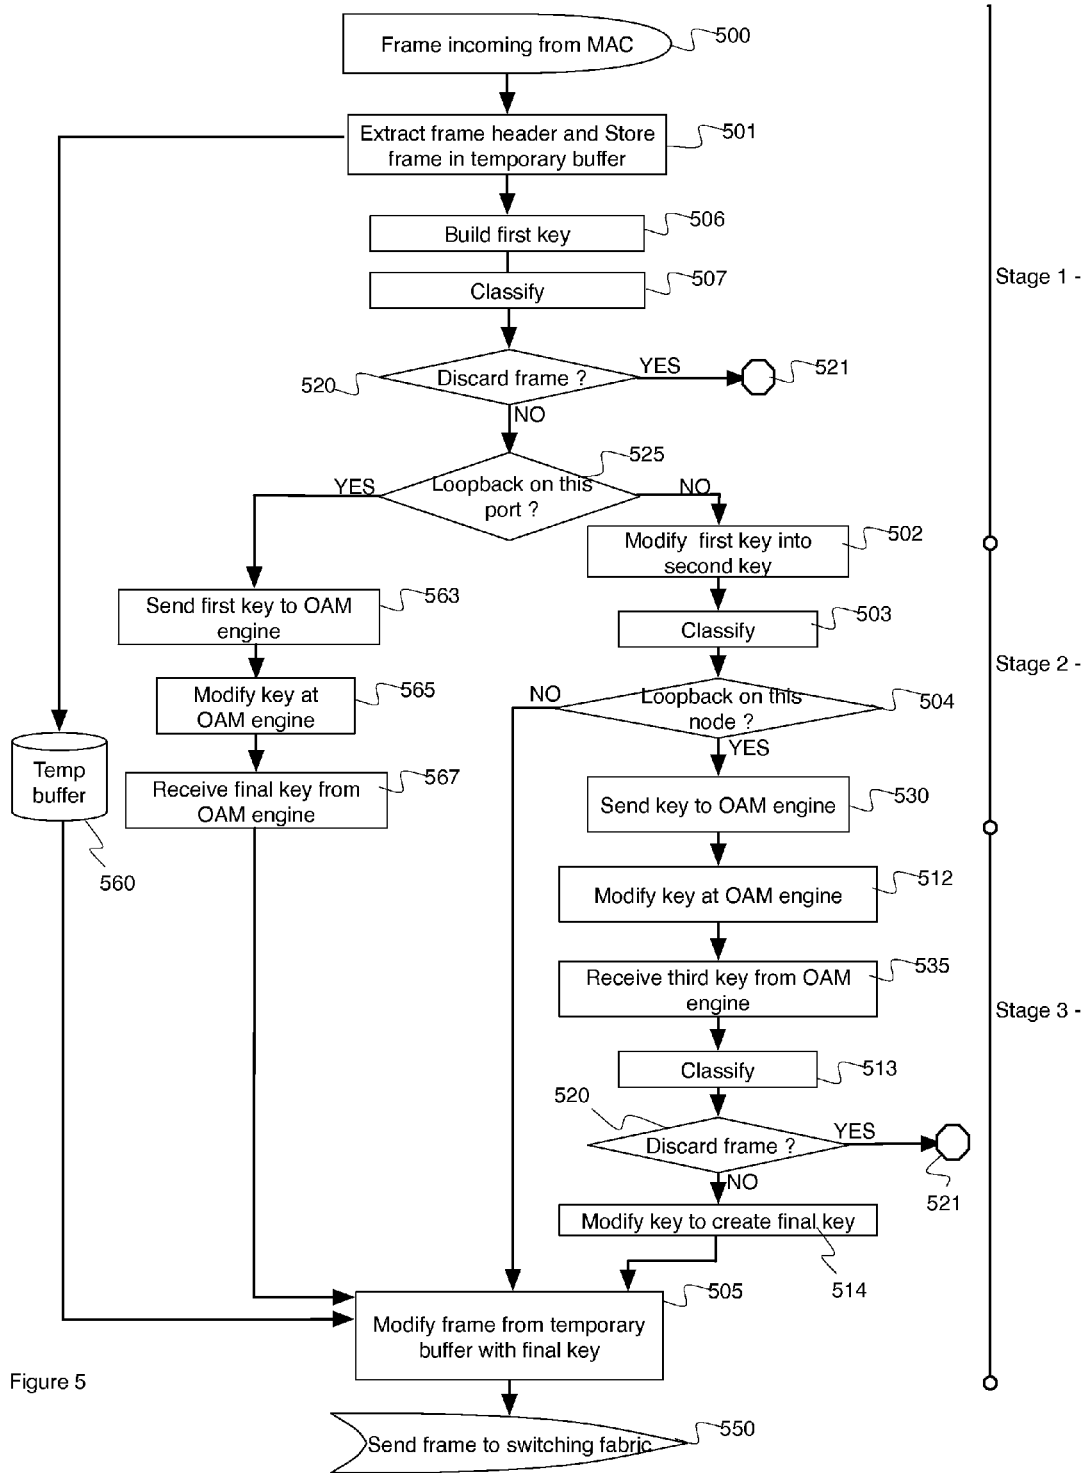 Frame incoming from MAC
500
Extract frame header and Store
frame in temporary buffer
501
Build first key
506
Classify
507
Stage 1 -
Discard frame ?
520
YES
521
NO
525
Loopback on this
port ?
YES
NO
Modify first key into
second key
502
Send first key to OAM
engine
563
Classify
503
Stage 2 -
Modify key at
OAM engine
565
Loopback on this
node ?
NO
504
YES
Temp
buffer
560
Receive final key from
OAM engine
567
Send key to OAM engine
530
Modify key at OAM engine
512
Receive third key from OAM
engine
535
Stage 3 -
Classify
513
520
Discard frame ?
YES
521
NO
Modify key to create final key
514
Modify frame from temporary
buffer with final key
505
Figure 5
Send frame to switching fabric
550